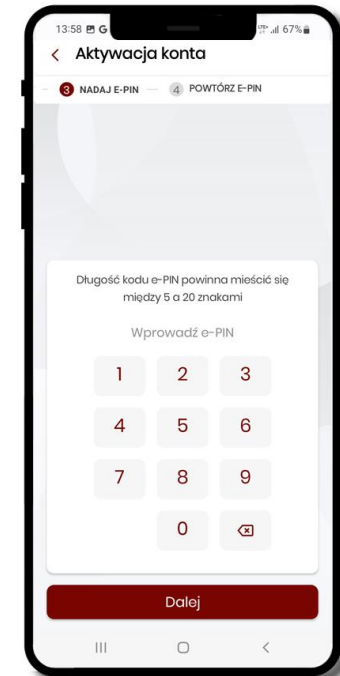 13:58 G 67%
Aktywacja konta
3 NADAJ E-PIN 4 POWTÓRZ E-PIN
Długość kodu e-PIN powinna mieścić się
między 5 a 20 znakami
Wprowadź e-PIN
1 2 3
4 5 6
7 8 9
0
Dalej